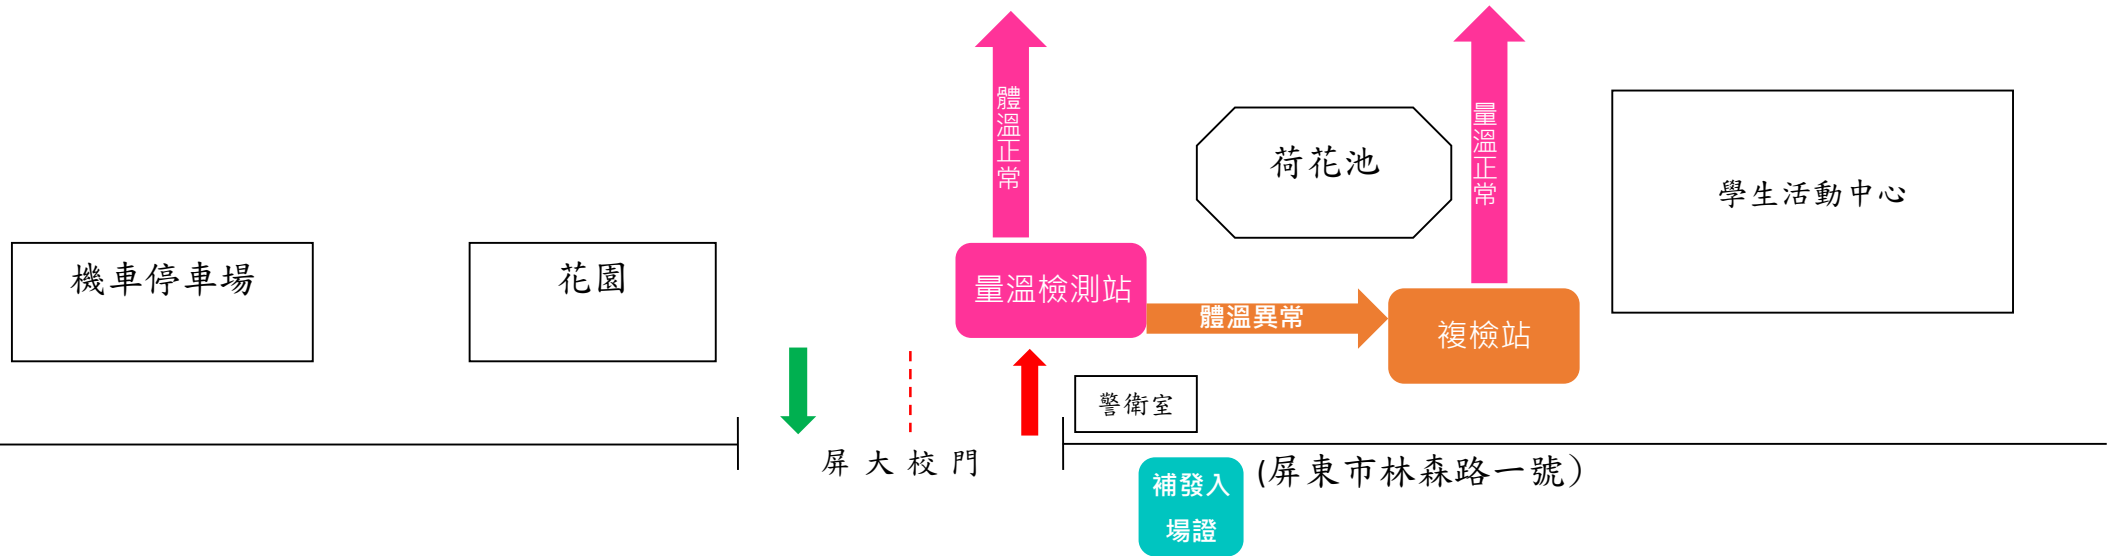 體溫正常
量溫正常
荷花池
學生活動中心
機車停車場
花園
量溫檢測站
體溫異常
複檢站
警衛室
屏大校門
(屏東市林森路一號）
補發入
場證